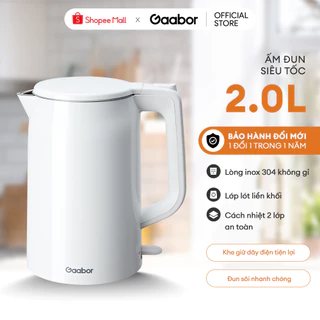 Shopee Mall x Gaabor OFFICIAL STORE
ẤM ĐUN
SIÊU TỐC
2.0L
BẢO HÀNH ĐỔI MỚI
1 ĐỔI 1 TRONG 1 NĂM
Lòng inox 304 không gỉ
Lớp lót liền khối
Cách nhiệt 2 lớp
an toàn
Khe giữ dây điện tiện lợi
Đun sôi nhanh chóng
Gaabor